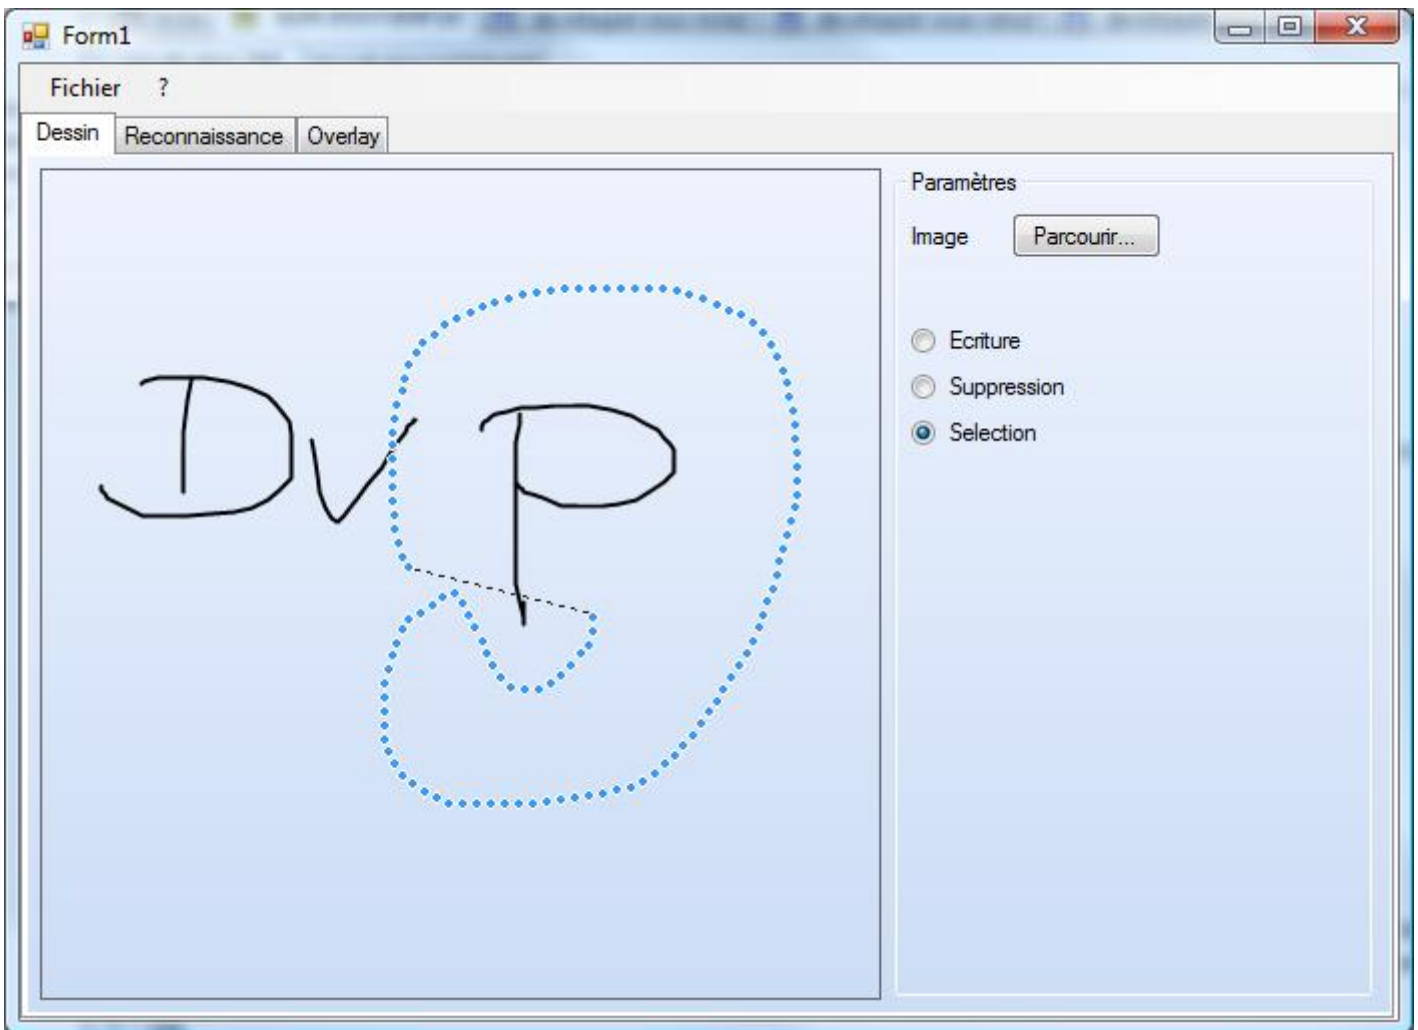 Form1
Fichier ?
Dessin Reconnaissance Overlay
Paramètres
Image Parcourir...
Ecriture
Suppression
Selection
DvP